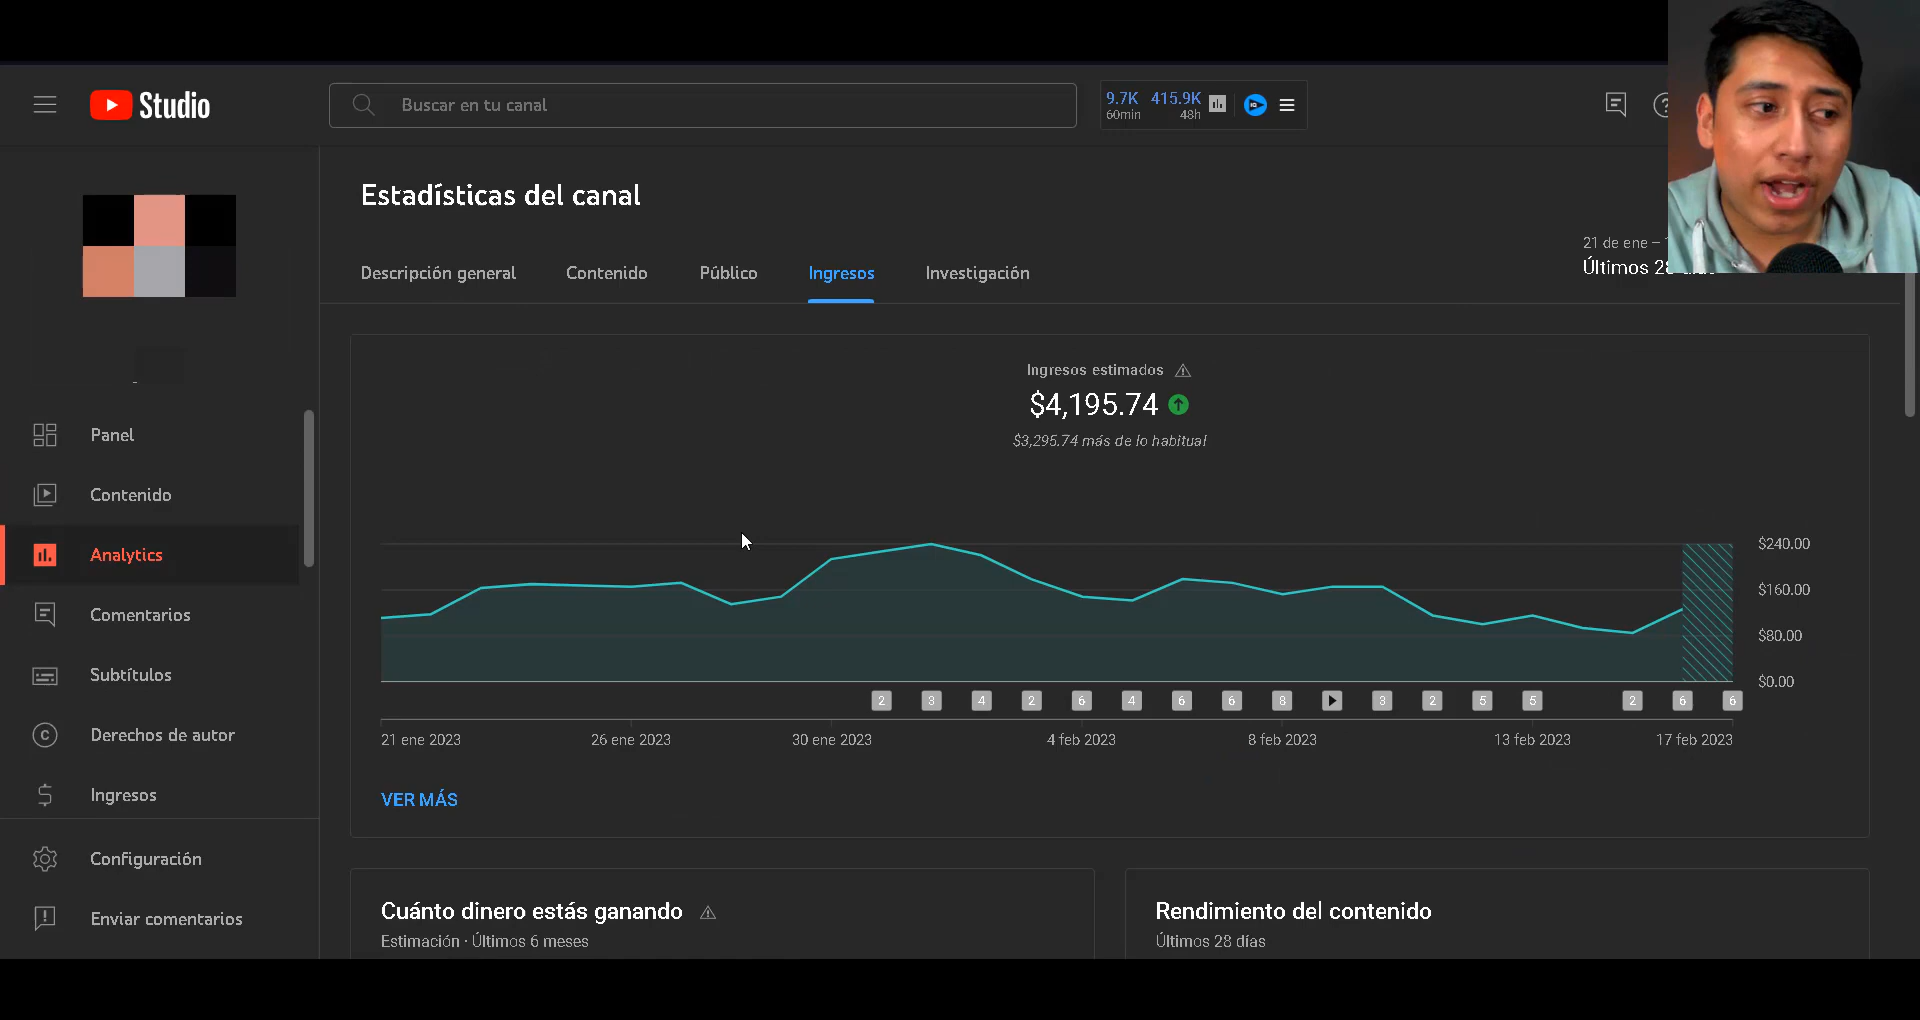 Studio
Buscar en tu canal
9.7K 415.9K
60min 48h
Estadísticas del canal
21 de ene –
Últimos 28
Descripción general Contenido Público Ingresos Investigación
Ingresos estimados
$4,195.74
$3,295.74 más de lo habitual
Panel
Contenido
Analytics
Comentarios
Subtítulos
Derechos de autor
Ingresos
Configuración
Enviar comentarios
$240.00
$160.00
$80.00
$0.00
2 3 4 2 6 4 6 6 8 3 2 5 5 2 6 6
21 ene 2023 26 ene 2023 30 ene 2023 4 feb 2023 8 feb 2023 13 feb 2023 17 feb 2023
VER MÁS
Cuánto dinero estás ganando
Estimación · Últimos 6 meses
Rendimiento del contenido
Últimos 28 días